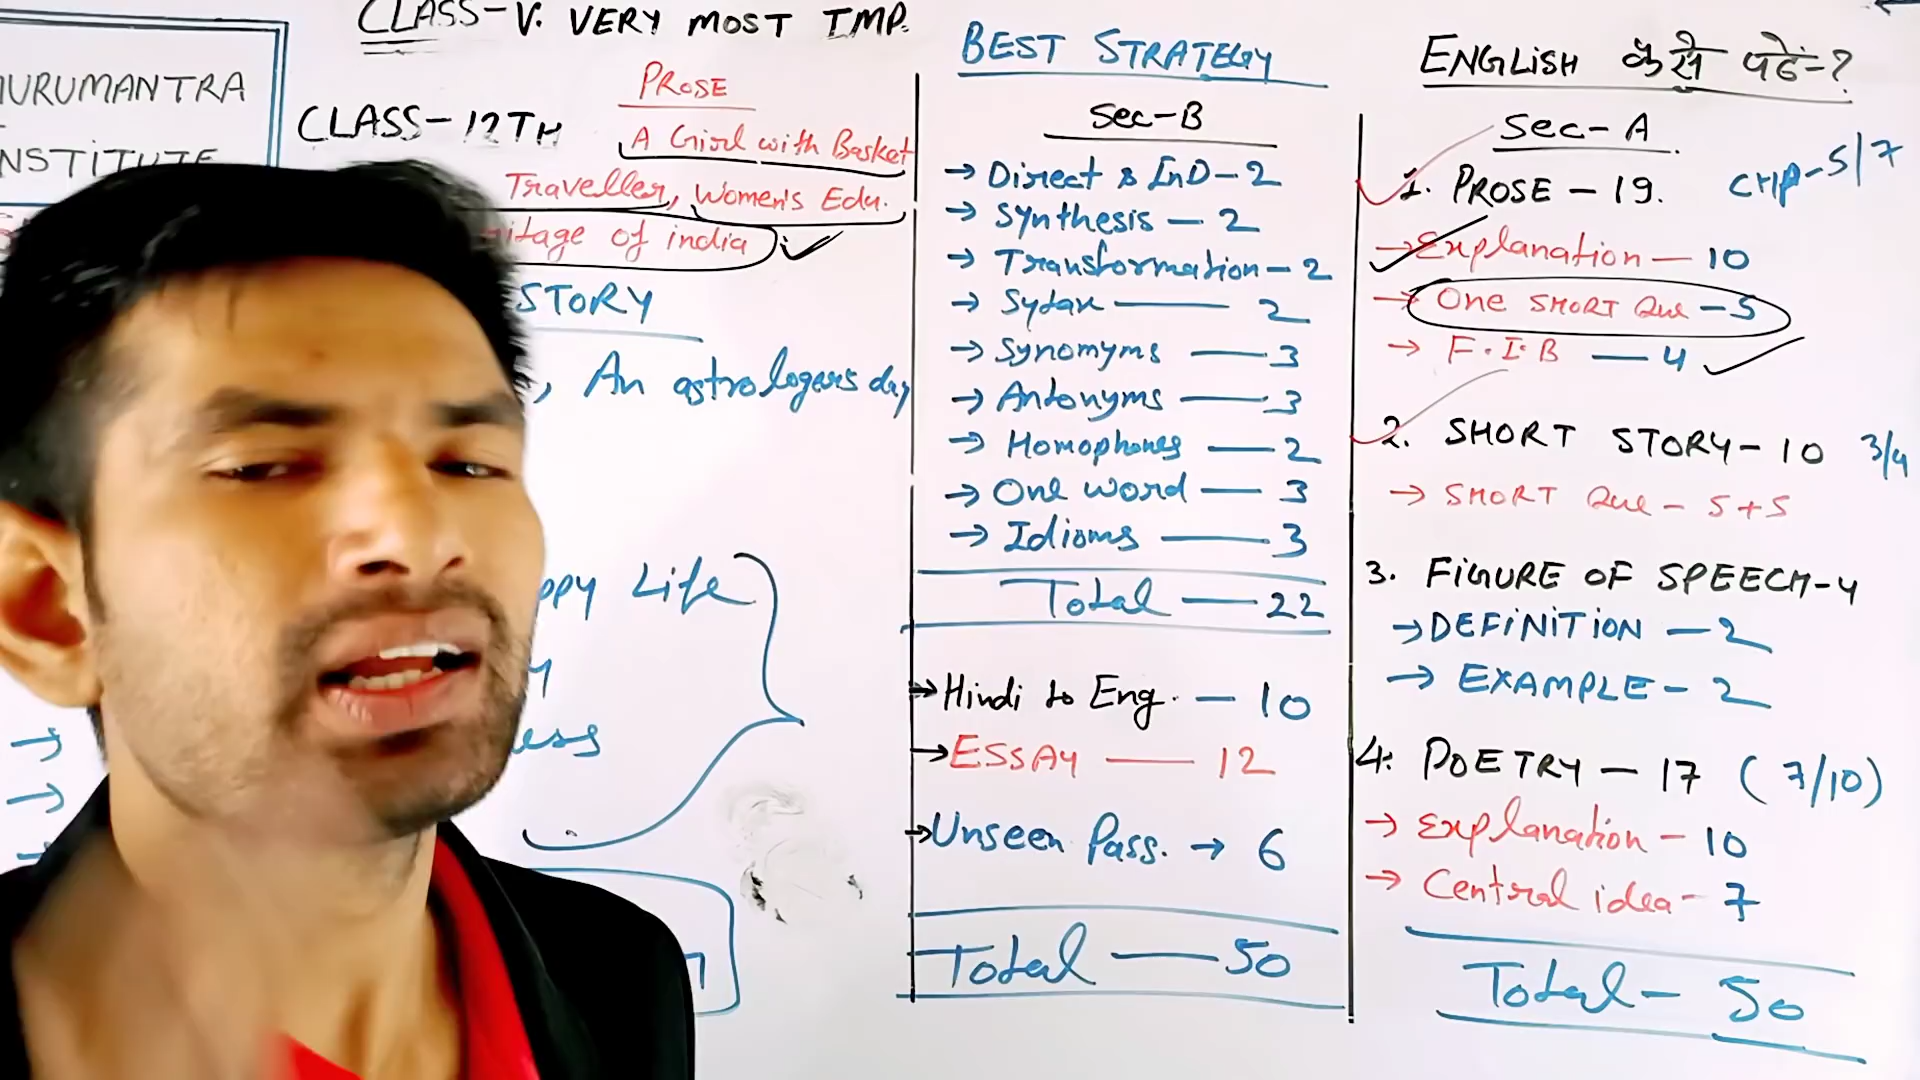 CLASS-V. VERY MOST IMP.
URUMANTRA
NSTITUTE
CLASS-12TH
PROSE
A Girl with Basket
Traveller, Women's Edu.
itage of india
STORY
, An astrologers day
ppy Life
y
ess
BEST STRATEGY
Sec-B
→ Direct & InD-2
→ Synthesis - 2
→ Transformation - 2
→ Sytax - 2
→ Synomyms - 3
→ Antonyms - 3
→ Homophones - 2
→ One word - 3
→ Idioms - 3
Total - 22
→ Hindi to Eng. - 10
→ ESSAY - 12
→ Unseen Pass. → 6
Total - 50
ENGLiSH कैसे पढें-?
Sec-A
1. PROSE - 19. CHP-5/7
→ Explanation - 10
→ One SHORT Que - 5
→ F.I.B - 4
2. SHORT STORY- 10 3/4
→ SHORT Que - 5+5
3. FiGURE OF SPEECH-4
→ DEFiNiTiON - 2
→ EXAMPLE - 2
4. POETRY - 17 (7/10)
→ Explanation - 10
→ Central idea - 7
Total - 50